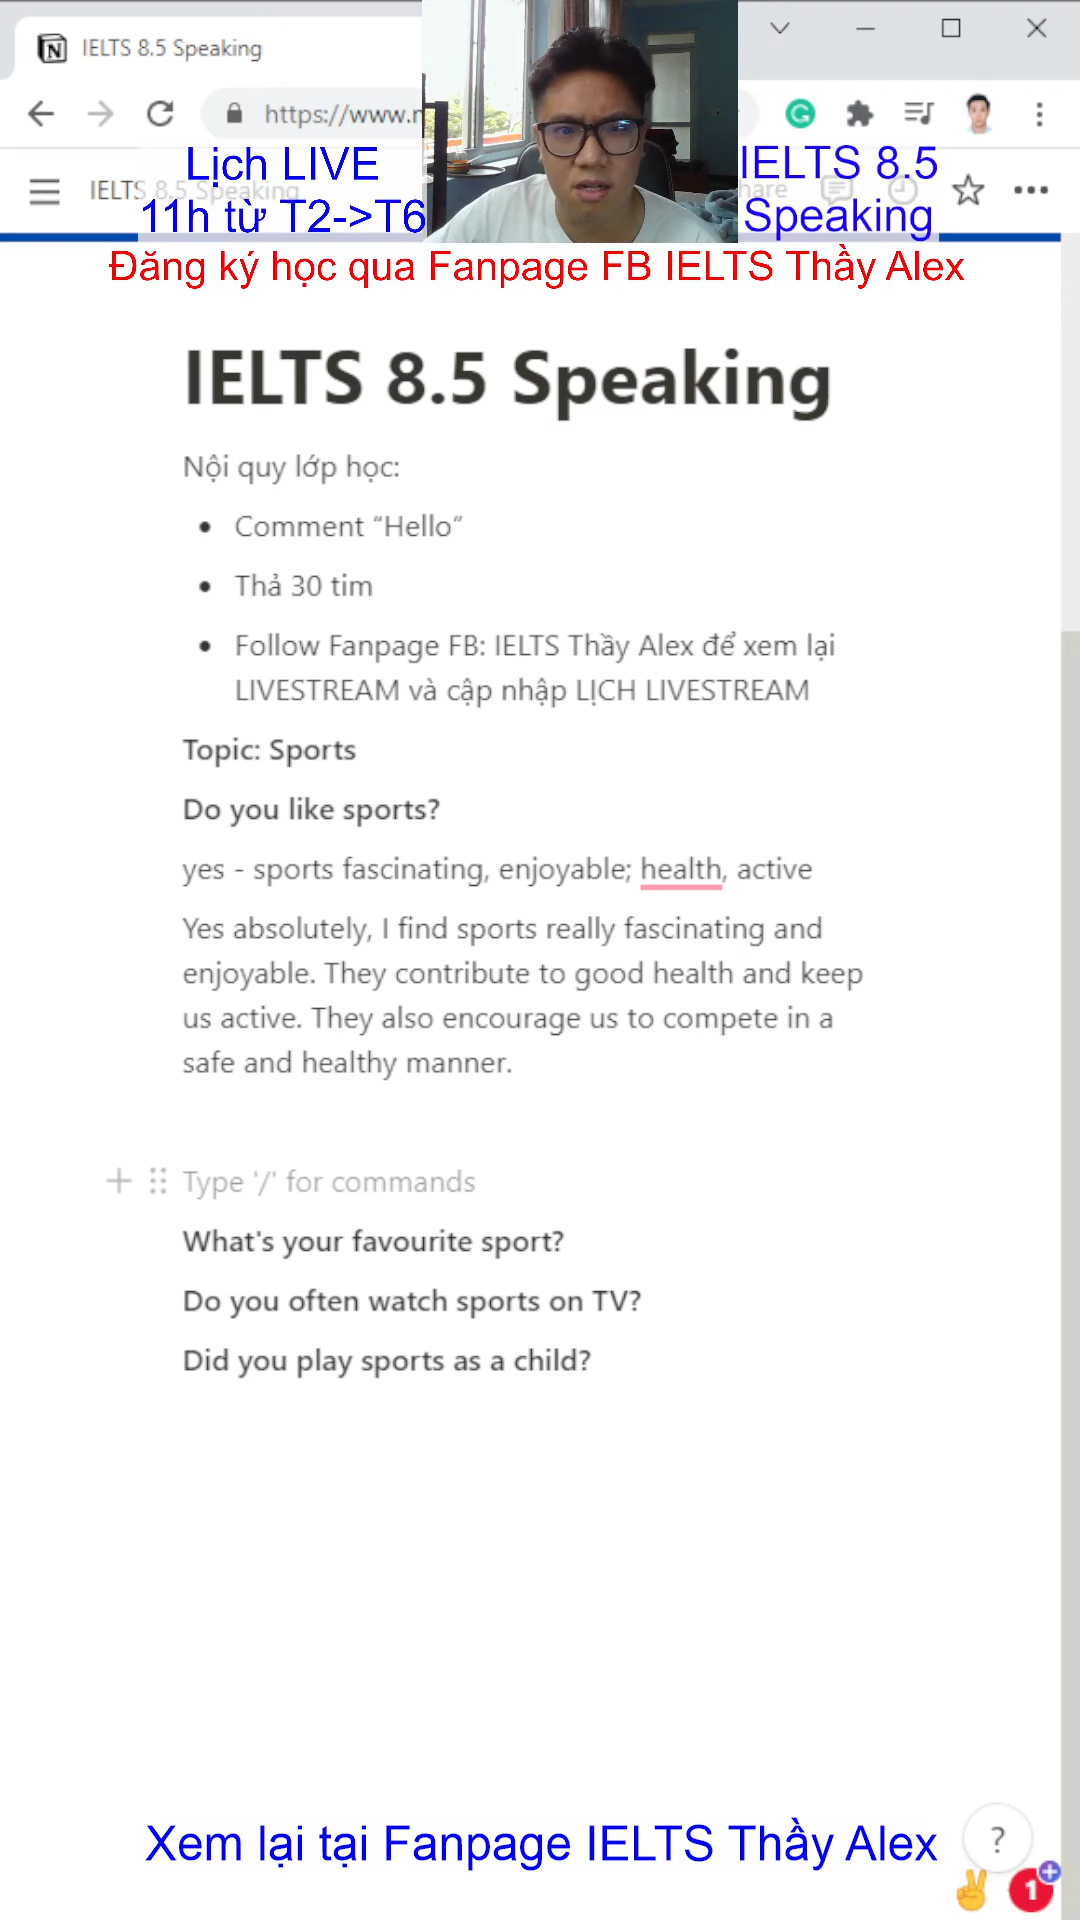 IELTS 8.5 Speaking
https://www.n
Lịch LIVE
11h từ T2->T6
IELTS 8.5
Speaking
IELTS 8.5 Speaking
hare
Đăng ký học qua Fanpage FB IELTS Thầy Alex
IELTS 8.5 Speaking
Nội quy lớp học:
• Comment “Hello”
• Thả 30 tim
• Follow Fanpage FB: IELTS Thầy Alex để xem lại
LIVESTREAM và cập nhập LỊCH LIVESTREAM
Topic: Sports
Do you like sports?
yes - sports fascinating, enjoyable; health, active
Yes absolutely, I find sports really fascinating and
enjoyable. They contribute to good health and keep
us active. They also encourage us to compete in a
safe and healthy manner.
Type '/' for commands
What's your favourite sport?
Do you often watch sports on TV?
Did you play sports as a child?
Xem lại tại Fanpage IELTS Thầy Alex
?
1